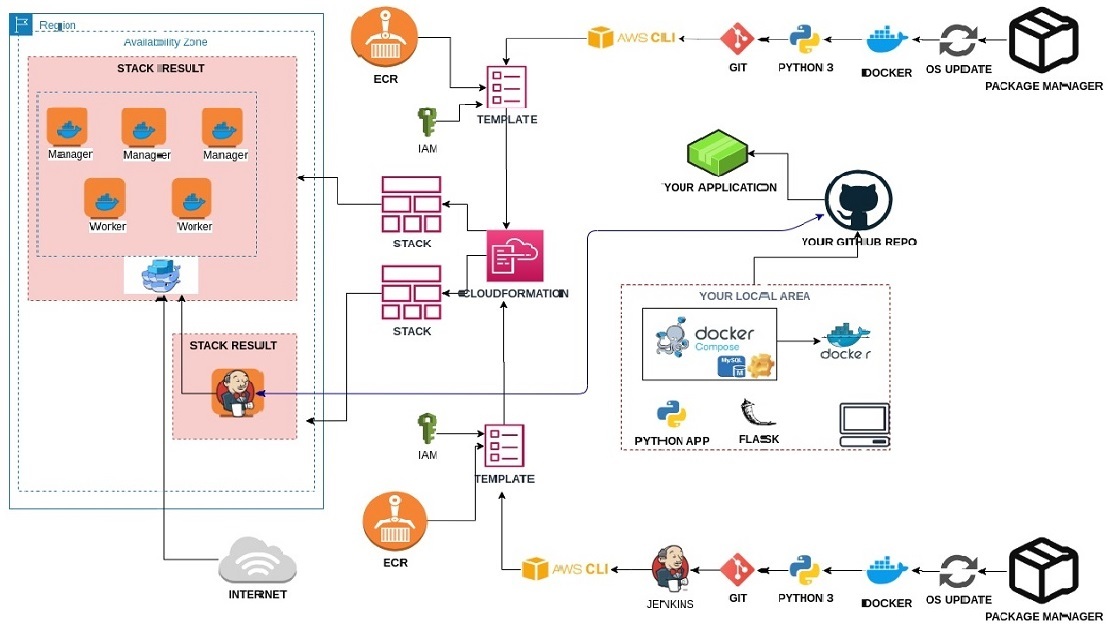 Region
Availability Zone
STACK RESULT
Manager
Manager
Manager
Worker
Worker
STACK RESULT
INTERNET
ECR
IAM
TEMPLATE
AWS CILI
GIT
PYTHON 3
DOCKER
OS UPDATE
PACKAGE MANAGER
STACK
STACK
CLOUDFORMATION
YOUR APPLICATION
YOUR GITHUB REPO
YOUR LOCAL AREA
docker
Compose
MySQL
docker
PYTHON APP
FLASK
IAM
TEMPLATE
ECR
AWS CLI
JENKINS
GIT
PYTHON 3
DOCKER
OS UPDATE
PACKAGE MANAGER